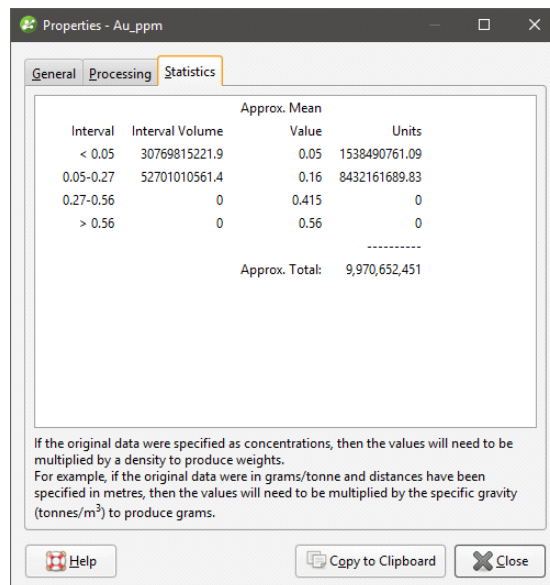 Properties - Au_ppm
General Processing Statistics
Approx. Mean
Interval Interval Volume Value Units
< 0.05 30769815221.9 0.05 1538490761.09
0.05-0.27 52701010561.4 0.16 8432161689.83
0.27-0.56 0 0.415 0
> 0.56 0 0.56 0
----------
Approx. Total: 9,970,652,451
If the original data were specified as concentrations, then the values will need to be
multiplied by a density to produce weights.
For example, if the original data were in grams/tonne and distances have been
specified in metres, then the values will need to be multiplied by the specific gravity
(tonnes/m³) to produce grams.
Help Copy to Clipboard Close